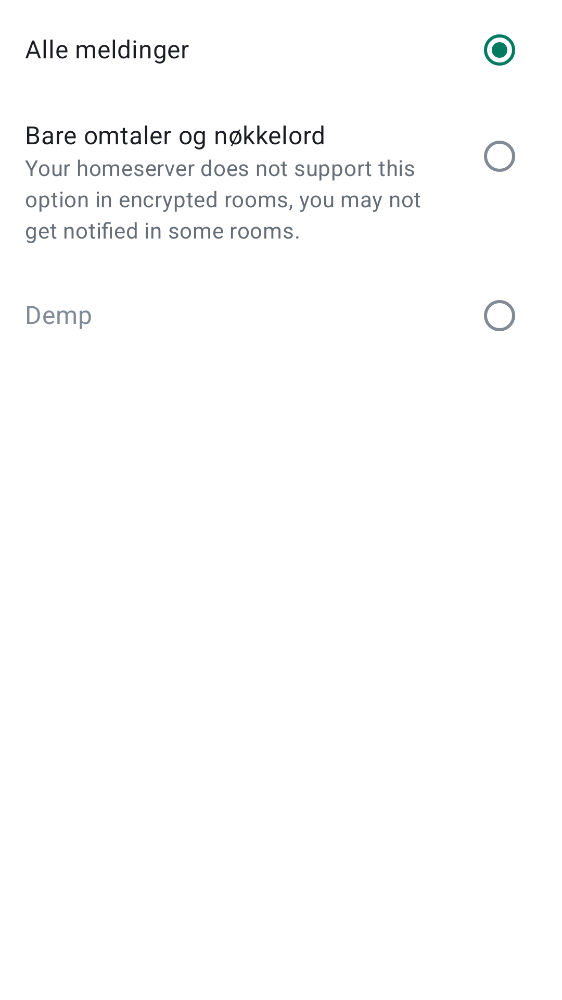 Alle meldinger
Bare omtaler og nøkkelord
Your homeserver does not support this
option in encrypted rooms, you may not
get notified in some rooms.
Demp